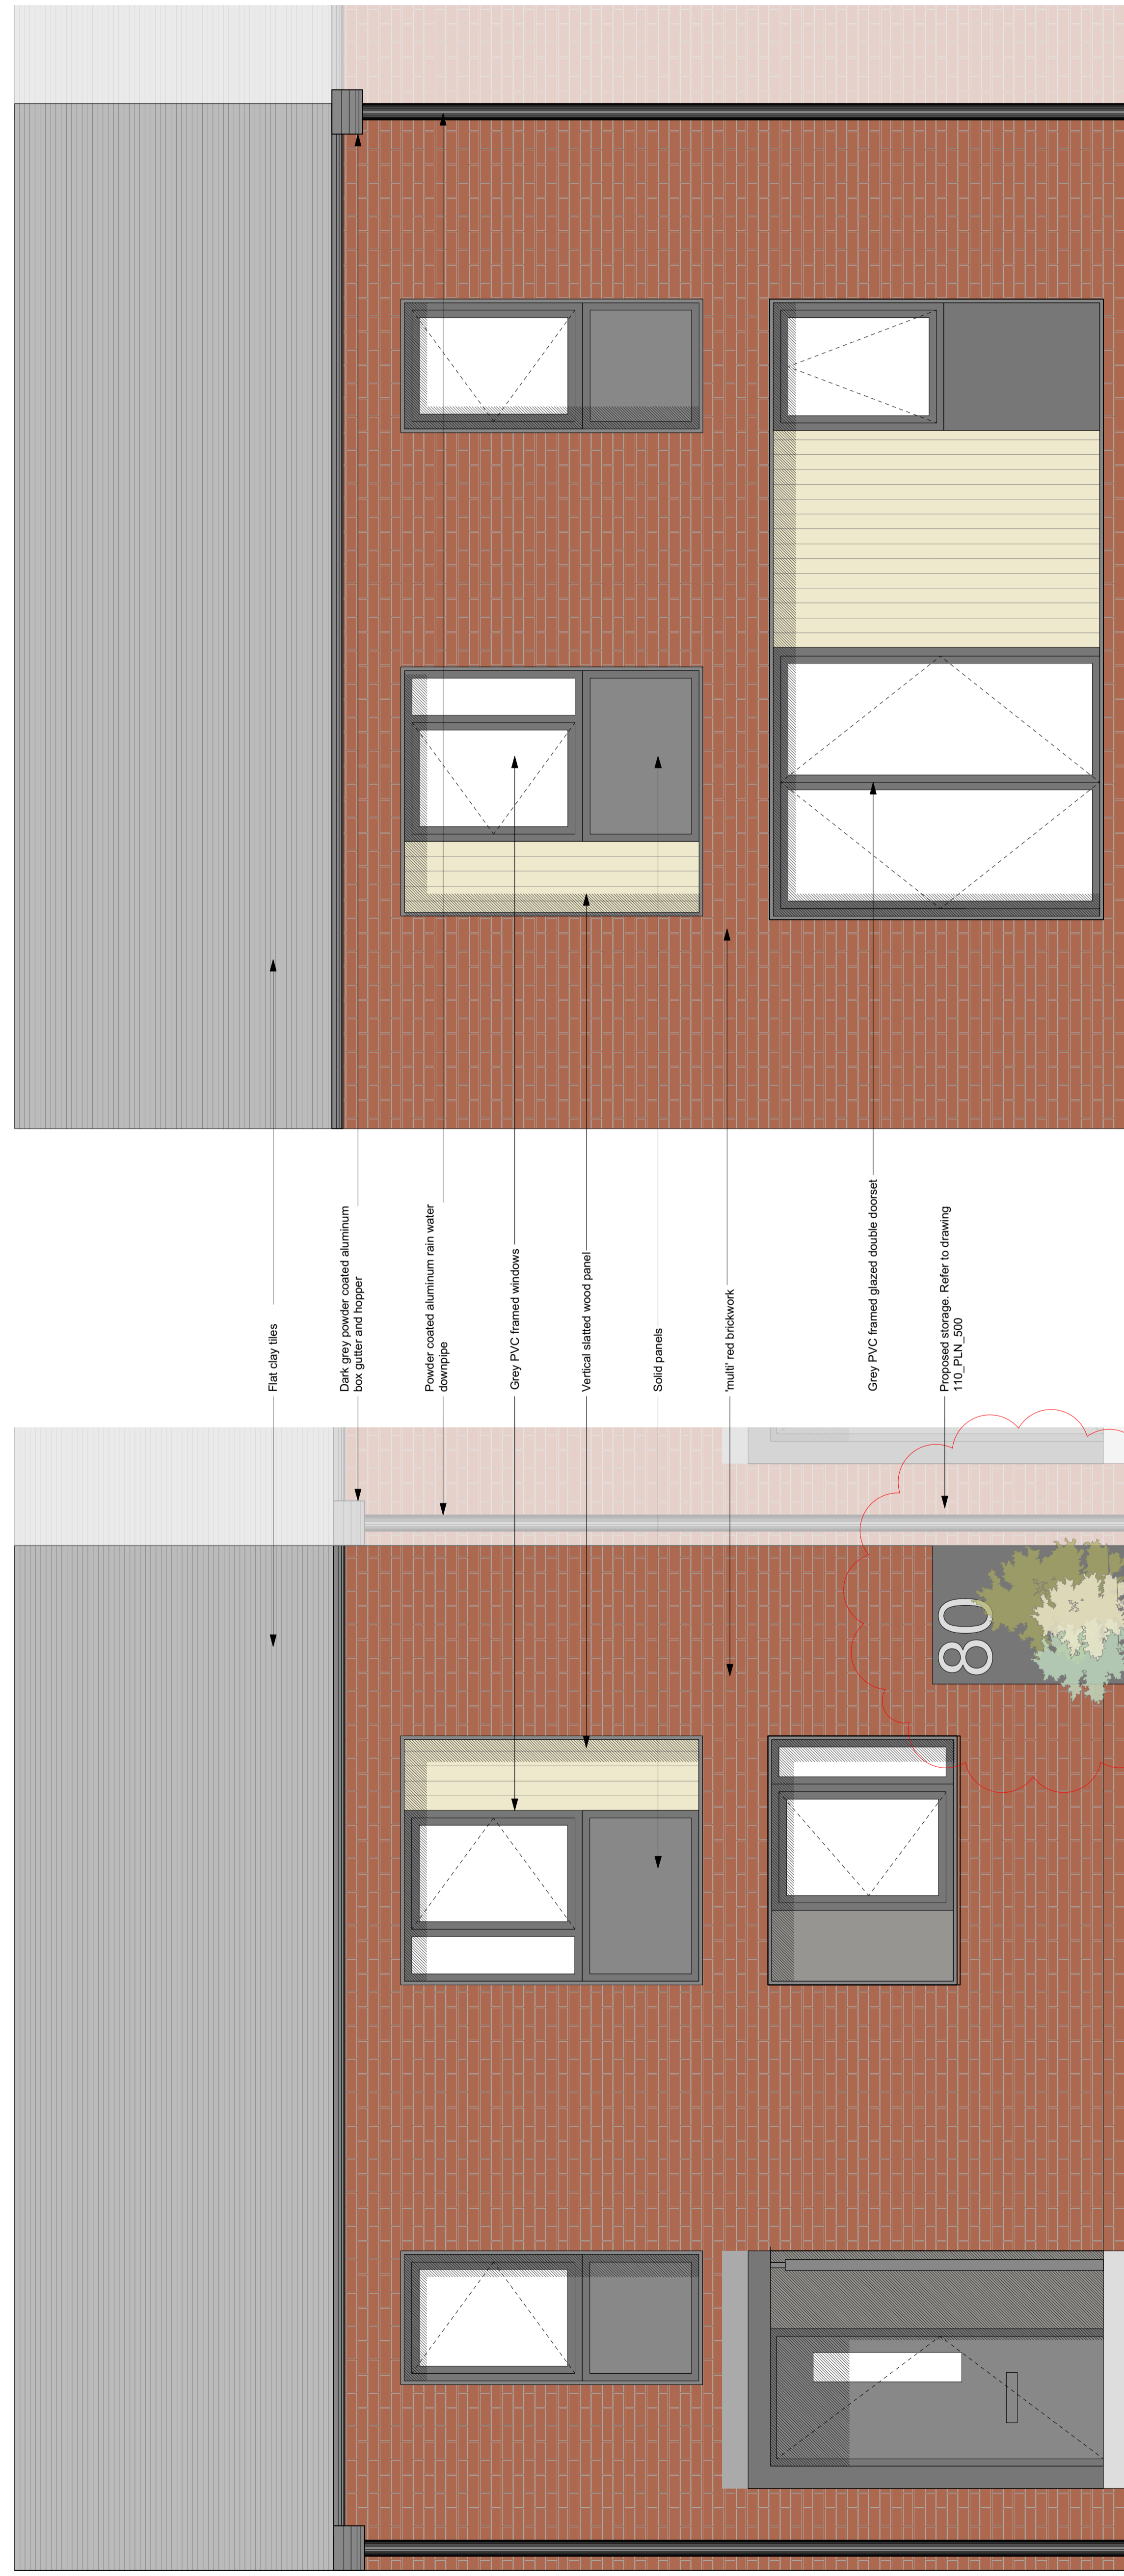 Flat clay tiles
Dark grey powder coated aluminum
box gutter and hopper
Powder coated aluminum rain water
downpipe
Grey PVC framed windows
Vertical slatted wood panel
Solid panels
'multi' red brickwork
Grey PVC framed glazed double doorset
Proposed storage. Refer to drawing
110_PLN_500
80